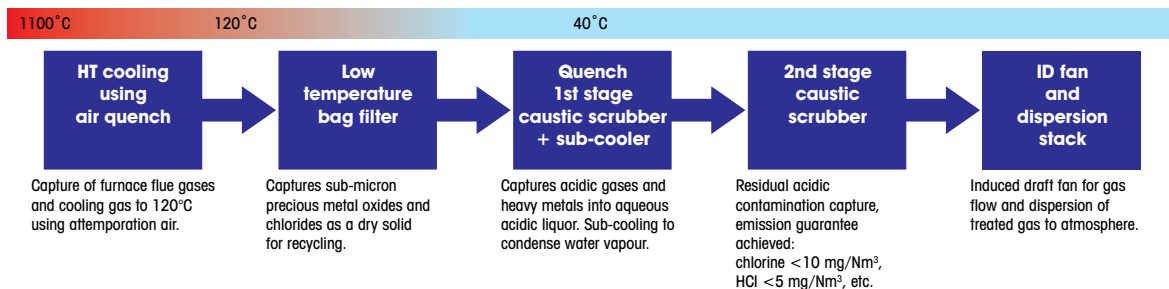 1100˚C
120˚C
40˚C
HT cooling
using
air quench
Low
temperature
bag filter
Quench
1st stage
caustic scrubber
+ sub-cooler
2nd stage
caustic
scrubber
ID fan
and
dispersion
stack
Capture of furnace flue gases
and cooling gas to 120°C
using attemporation air.
Captures sub-micron
precious metal oxides and
chlorides as a dry solid
for recycling.
Captures acidic gases and
heavy metals into aqueous
acidic liquor. Sub-cooling to
condense water vapour.
Residual acidic
contamination capture,
emission guarantee
achieved:
chlorine <10 mg/Nm³,
HCl <5 mg/Nm³, etc.
Induced draft fan for gas
flow and dispersion of
treated gas to atmosphere.